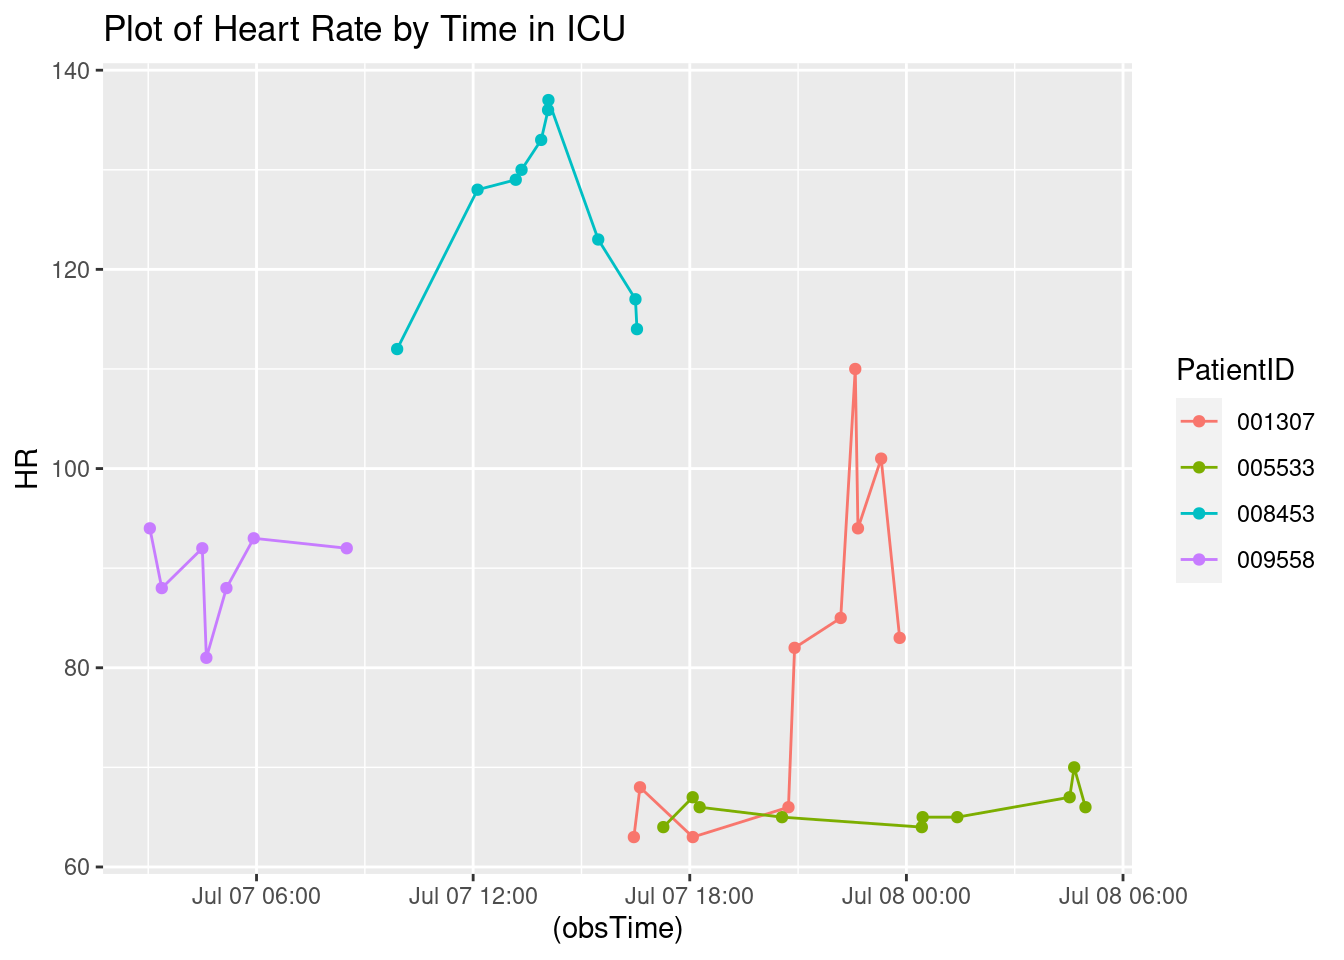 Plot of Heart Rate by Time in ICU
140
120
100
80
60
HR
Jul 07 06:00
Jul 07 12:00
Jul 07 18:00
Jul 08 00:00
Jul 08 06:00
(obsTime)
PatientID
001307
005533
008453
009558